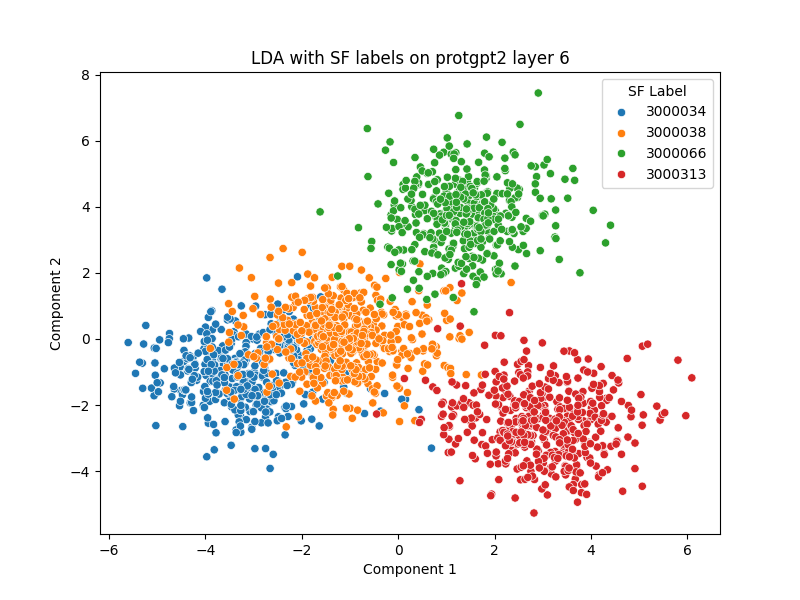 LDA with SF labels on protgpt2 layer 6
SF Label
3000034
3000038
3000066
3000313
Component 2
8
6
4
2
0
−2
−4
−6 −4 −2 0 2 4 6
Component 1